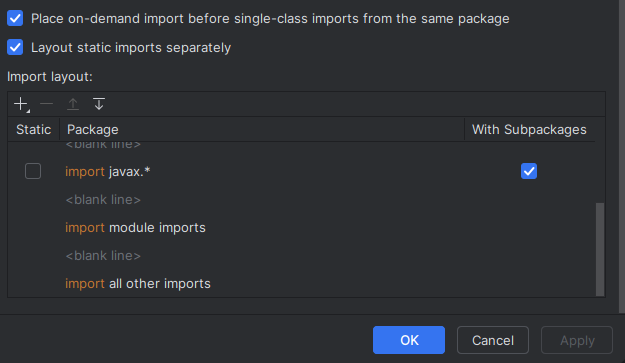 Place on-demand import before single-class imports from the same package
Layout static imports separately
Import layout:
Static Package With Subpackages
<blank line>
import javax.*
<blank line>
import module imports
<blank line>
import all other imports
OK Cancel Apply